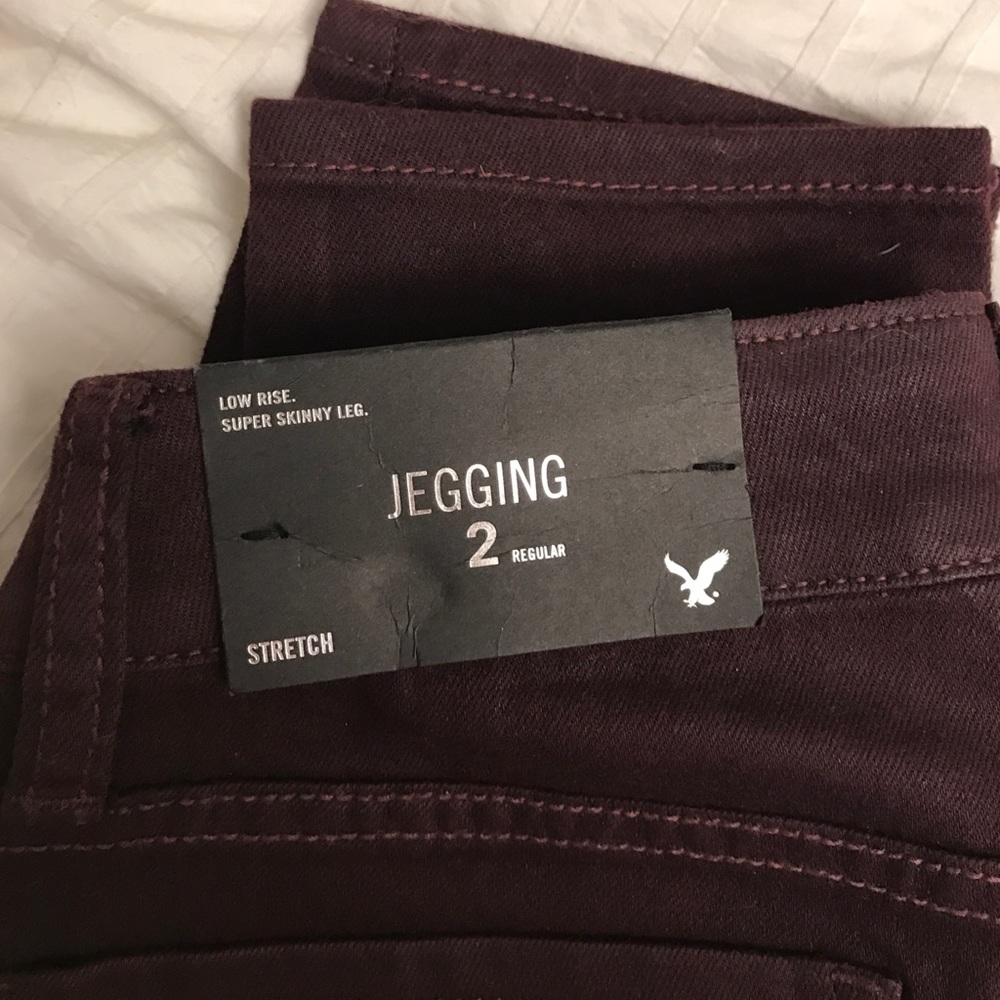 LOW RISE.
SUPER SKINNY LEG.
JEGGING
2 REGULAR
STRETCH